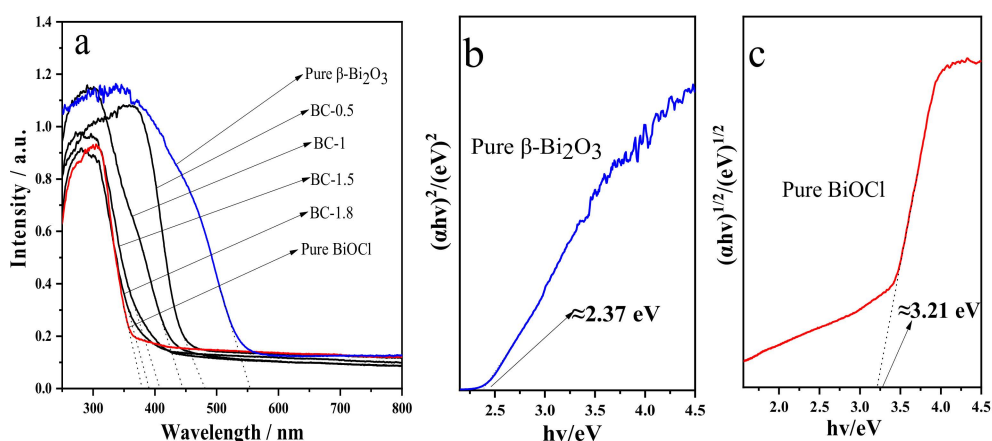 a
Intensity / a.u.
1.4
1.2
1.0
0.8
0.6
0.4
0.2
0.0
Pure β-Bi₂O₃
BC-0.5
BC-1
BC-1.5
BC-1.8
Pure BiOCl
300 400 500 600 700 800
Wavelength / nm
b
(αhν)²/(eV)²
Pure β-Bi₂O₃
≈2.37 eV
2.5 3.0 3.5 4.0 4.5
hν/eV
c
(αhν)¹/²/(eV)¹/²
Pure BiOCl
≈3.21 eV
2.0 2.5 3.0 3.5 4.0 4.5
hν/eV